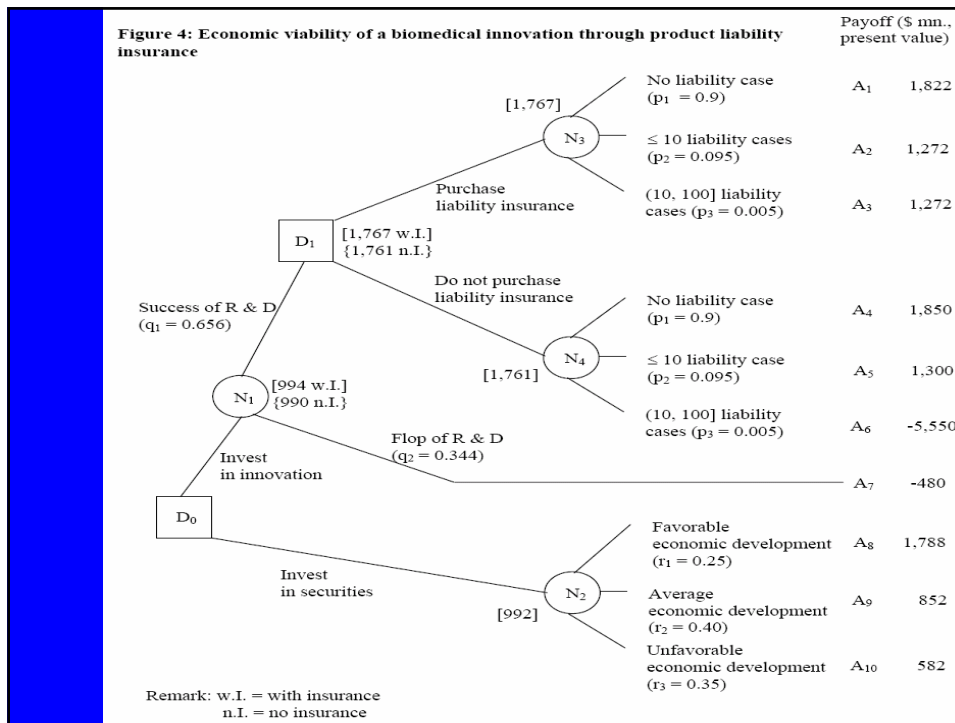 Figure 4: Economic viability of a biomedical innovation through product liability
insurance
Payoff ($ mn.,
present value)
No liability case
(p₁ = 0.9)
A₁ 1,822
[1,767]
N₃
≤ 10 liability cases
(p₂ = 0.095)
A₂ 1,272
(10, 100] liability
cases (p₃ = 0.005)
A₃ 1,272
Purchase
liability insurance
D₁
[1,767 w.I.]
{1,761 n.I.}
Do not purchase
liability insurance
No liability case
(p₁ = 0.9)
A₄ 1,850
Success of R & D
(q₁ = 0.656)
N₄
[1,761]
≤ 10 liability case
(p₂ = 0.095)
A₅ 1,300
(10, 100] liability
cases (p₃ = 0.005)
A₆ -5,550
N₁
[994 w.I.]
{990 n.I.}
Flop of R & D
(q₂ = 0.344)
A₇ -480
Invest
in innovation
D₀
Favorable
economic development
(r₁ = 0.25)
A₈ 1,788
Invest
in securities
N₂
[992]
Average
economic development
(r₂ = 0.40)
A₉ 852
Unfavorable
economic development
(r₃ = 0.35)
A₁₀ 582
Remark: w.I. = with insurance
n.I. = no insurance